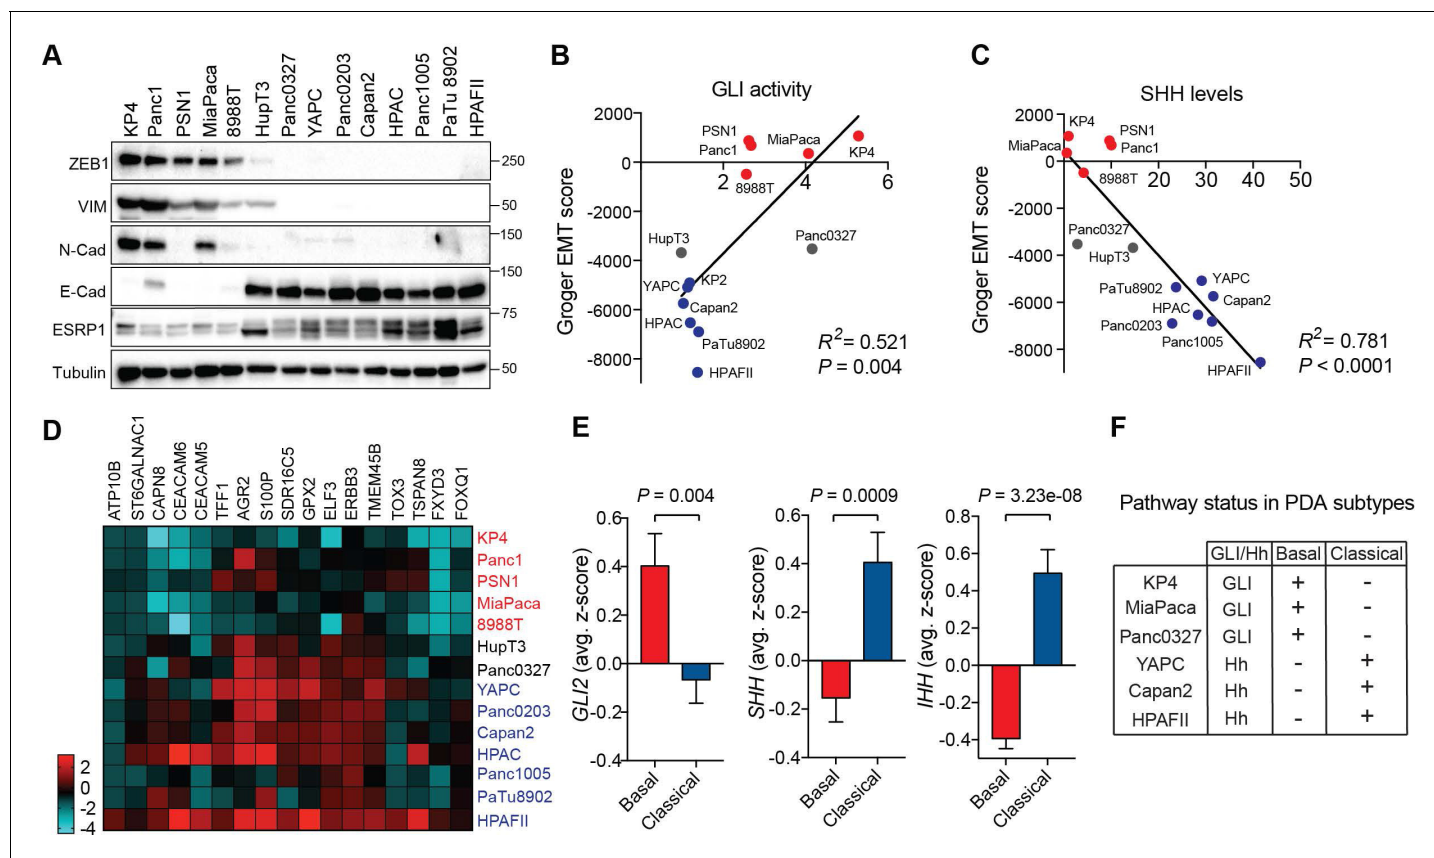 A
KP4
Panc1
PSN1
MiaPaca
8988T
HupT3
Panc0327
YAPC
Panc0203
Capan2
HPAC
Panc1005
PaTu 8902
HPAFII
ZEB1
250
VIM
50
N-Cad
150
E-Cad
150
ESRP1
75
Tubulin
50
B
GLI activity
Groger EMT score
2000
0
-2000
-4000
-6000
-8000
2
4
6
PSN1
Panc1
MiaPaca
KP4
8988T
HupT3
Panc0327
YAPC
KP2
Capan2
HPAC
PaTu8902
HPAFII
R2 = 0.521
P = 0.004
C
SHH levels
Groger EMT score
2000
0
-2000
-4000
-6000
-8000
10
20
30
40
50
KP4
PSN1
MiaPaca
Panc1
8988T
Panc0327
HupT3
YAPC
PaTu8902
Capan2
HPAC
Panc0203
Panc1005
HPAFII
R2 = 0.781
P < 0.0001
D
ATP10B
ST6GALNAC1
CAPN8
CEACAM6
CEACAM5
TFF1
AGR2
S100P
SDR16C5
GPX2
ELF3
ERBB3
TMEM45B
TOX3
TSPAN8
FXYD3
FOXQ1
KP4
Panc1
PSN1
MiaPaca
8988T
HupT3
Panc0327
YAPC
Panc0203
Capan2
HPAC
Panc1005
PaTu8902
HPAFII
2
0
-2
-4
E
P = 0.004
GLI2 (avg. z-score)
0.6
0.4
0.2
0.0
-0.2
-0.4
Basal
Classical
P = 0.0009
SHH (avg. z-score)
0.6
0.4
0.2
0.0
-0.2
-0.4
Basal
Classical
P = 3.23e-08
IHH (avg. z-score)
0.8
0.6
0.4
0.2
0.0
-0.2
-0.4
Basal
Classical
F
Pathway status in PDA subtypes
GLI/Hh Basal Classical
KP4 GLI + -
MiaPaca GLI + -
Panc0327 GLI + -
YAPC Hh - +
Capan2 Hh - +
HPAFII Hh - +